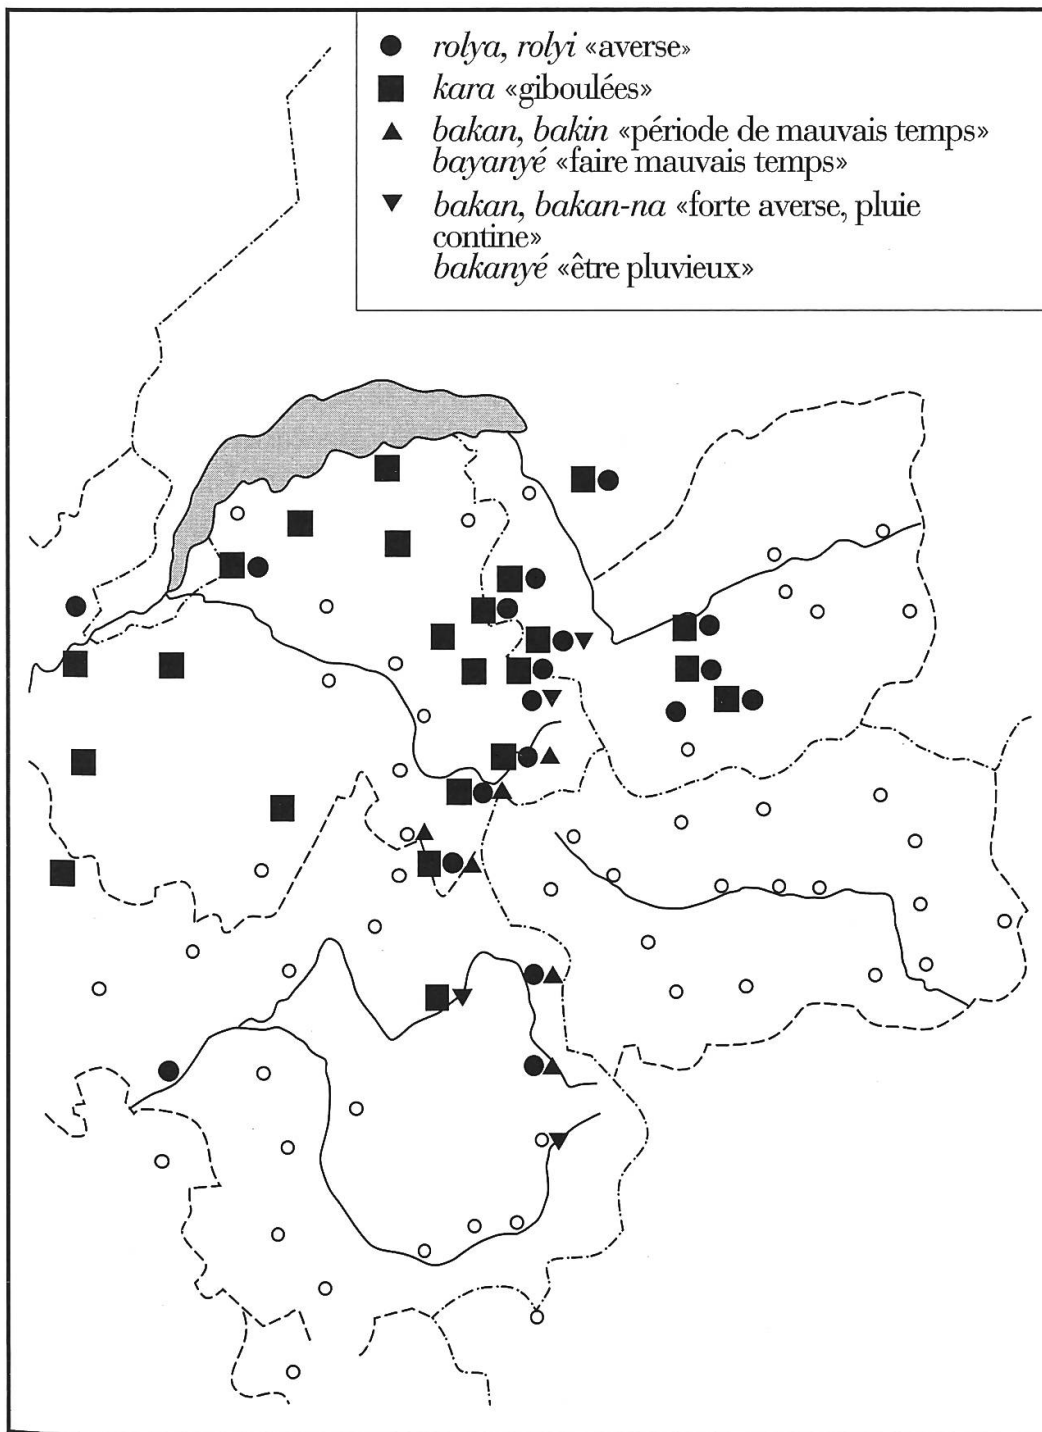 rolya, rolyi «averse»
kara «giboulées»
bakan, bakin «période de mauvais temps»
bayanyé «faire mauvais temps»
bakan, bakan-na «forte averse, pluie
contine»
bakanyé «être pluvieux»